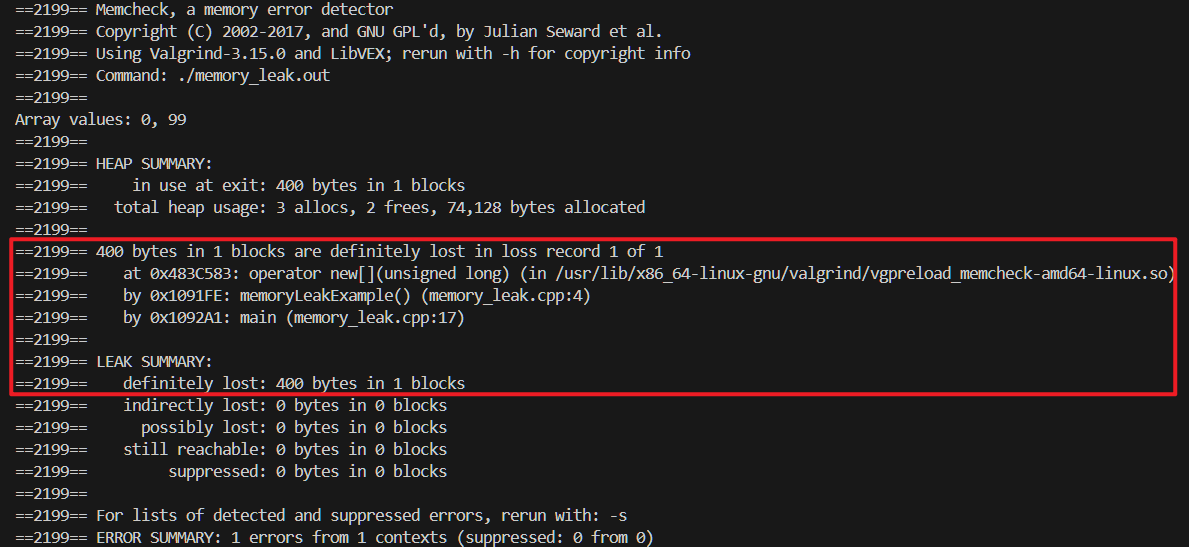 ==2199== Memcheck, a memory error detector
==2199== Copyright (C) 2002-2017, and GNU GPL'd, by Julian Seward et al.
==2199== Using Valgrind-3.15.0 and LibVEX; rerun with -h for copyright info
==2199== Command: ./memory_leak.out
==2199==
Array values: 0, 99
==2199==
==2199== HEAP SUMMARY:
==2199==     in use at exit: 400 bytes in 1 blocks
==2199==   total heap usage: 3 allocs, 2 frees, 74,128 bytes allocated
==2199==
==2199== 400 bytes in 1 blocks are definitely lost in loss record 1 of 1
==2199==    at 0x483C583: operator new[](unsigned long) (in /usr/lib/x86_64-linux-gnu/valgrind/vgpreload_memcheck-amd64-linux.so)
==2199==    by 0x1091FE: memoryLeakExample() (memory_leak.cpp:4)
==2199==    by 0x1092A1: main (memory_leak.cpp:17)
==2199==
==2199== LEAK SUMMARY:
==2199==    definitely lost: 400 bytes in 1 blocks
==2199==    indirectly lost: 0 bytes in 0 blocks
==2199==      possibly lost: 0 bytes in 0 blocks
==2199==    still reachable: 0 bytes in 0 blocks
==2199==         suppressed: 0 bytes in 0 blocks
==2199==
==2199== For lists of detected and suppressed errors, rerun with: -s
==2199== ERROR SUMMARY: 1 errors from 1 contexts (suppressed: 0 from 0)